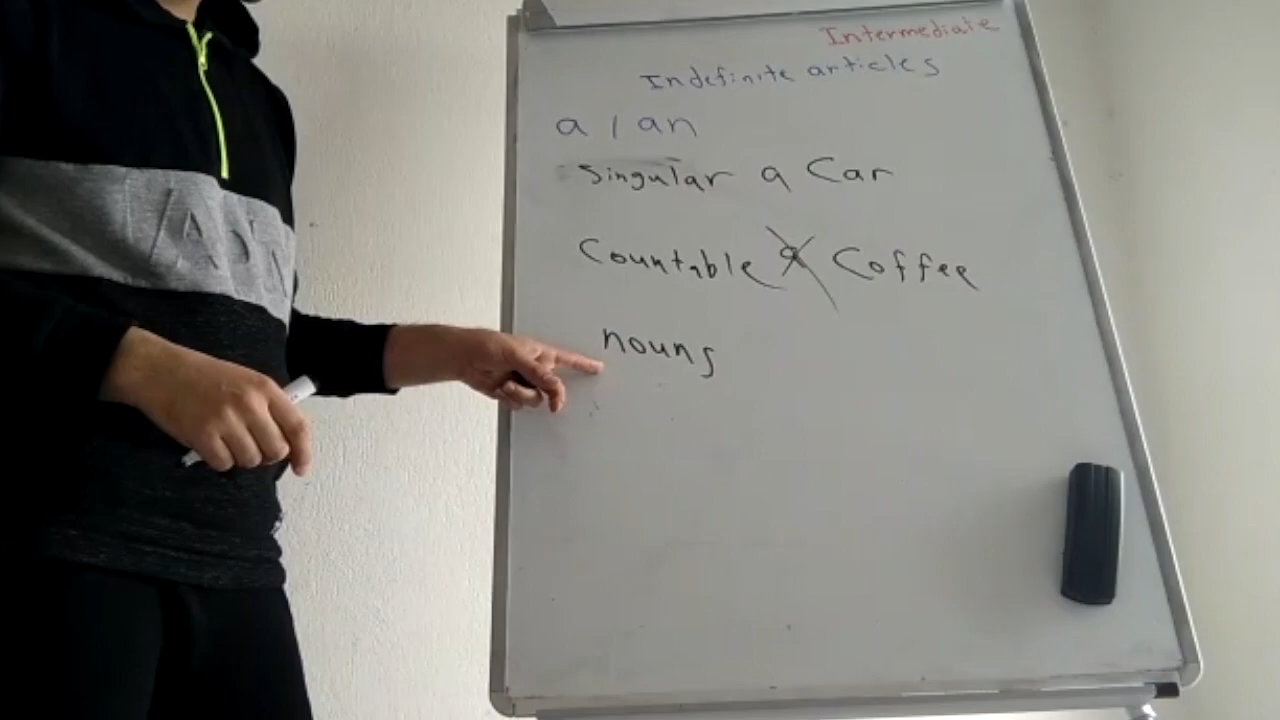 Intermediate
Indefinite articles
a / an
Singular a Car
Countable a Coffee
nouns